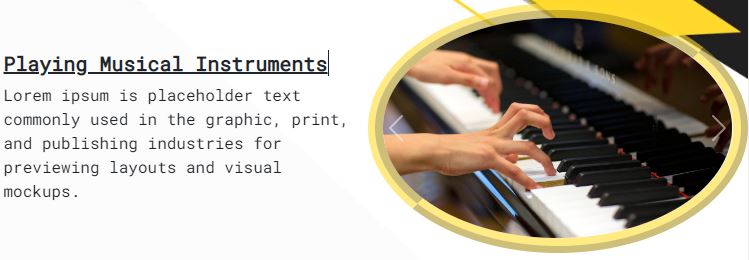 Playing Musical Instruments
Lorem ipsum is placeholder text
commonly used in the graphic, print,
and publishing industries for
previewing layouts and visual
mockups.